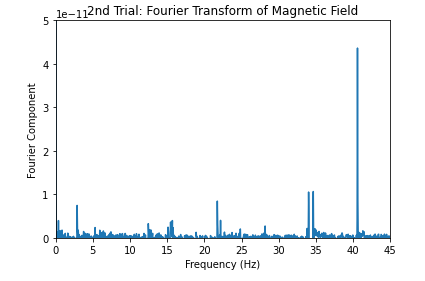 1e−11
2nd Trial: Fourier Transform of Magnetic Field
5
4
3
2
1
0
Fourier Component
0 5 10 15 20 25 30 35 40 45
Frequency (Hz)